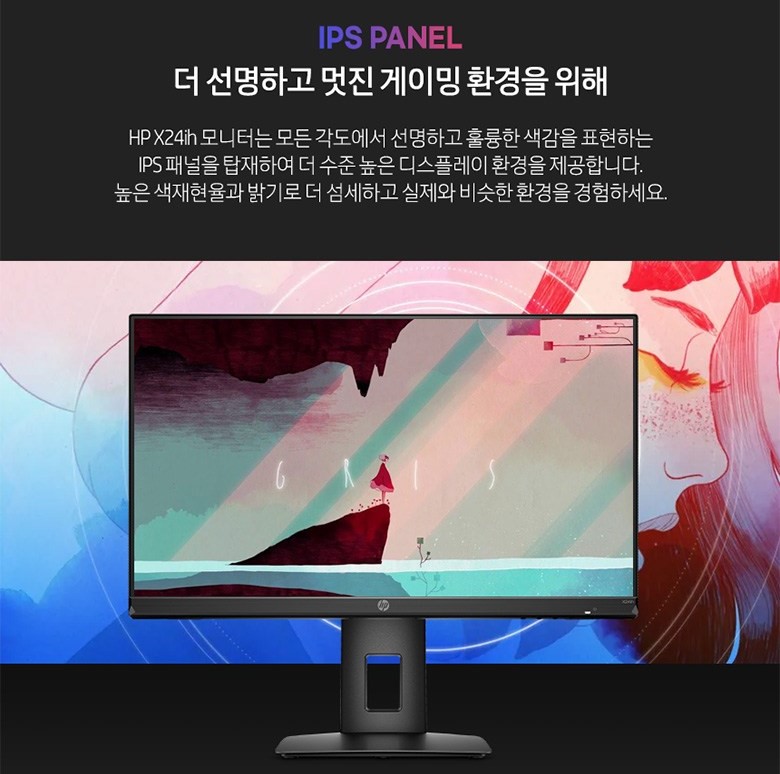 IPS PANEL
더 선명하고 멋진 게이밍 환경을 위해
HP X24ih 모니터는 모든 각도에서 선명하고 훌륭한 색감을 표현하는
IPS 패널을 탑재하여 더 수준 높은 디스플레이 환경을 제공합니다.
높은 색재현율과 밝기로 더 섬세하고 실제와 비슷한 환경을 경험하세요.
GRIS
hp